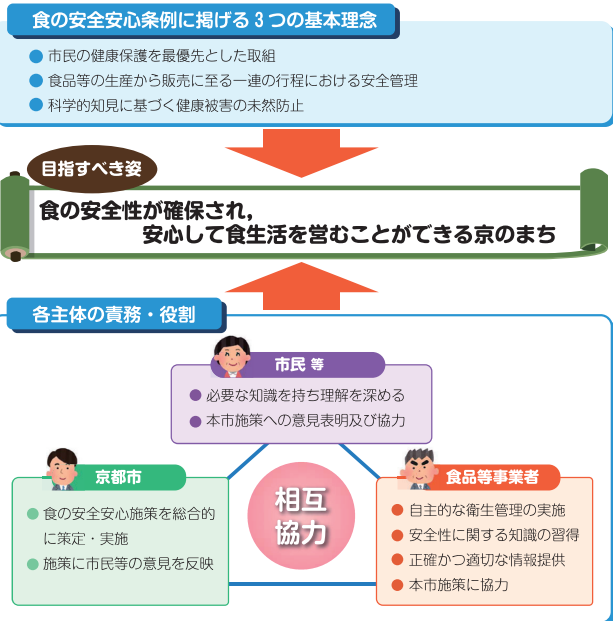 食の安全安心条例に掲げる3つの基本理念
● 市民の健康保護を最優先とした取組
● 食品等の生産から販売に至る一連の行程における安全管理
● 科学的知見に基づく健康被害の未然防止
目指すべき姿
食の安全性が確保され,
安心して食生活を営むことができる京のまち
各主体の責務・役割
市民 等
● 必要な知識を持ち理解を深める
● 本市施策への意見表明及び協力
京都市
● 食の安全安心施策を総合的
に策定・実施
● 施策に市民等の意見を反映
相互
協力
食品等事業者
● 自主的な衛生管理の実施
● 安全性に関する知識の習得
● 正確かつ適切な情報提供
● 本市施策に協力